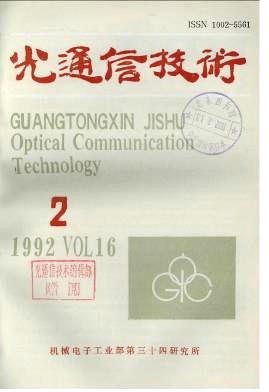 ISSN 1002-5561
光通信技術
GUANGTONGXIN JISHU
Optical Communication
Technology
2
1992 VOL16
机械电子工业部第三十四研究所